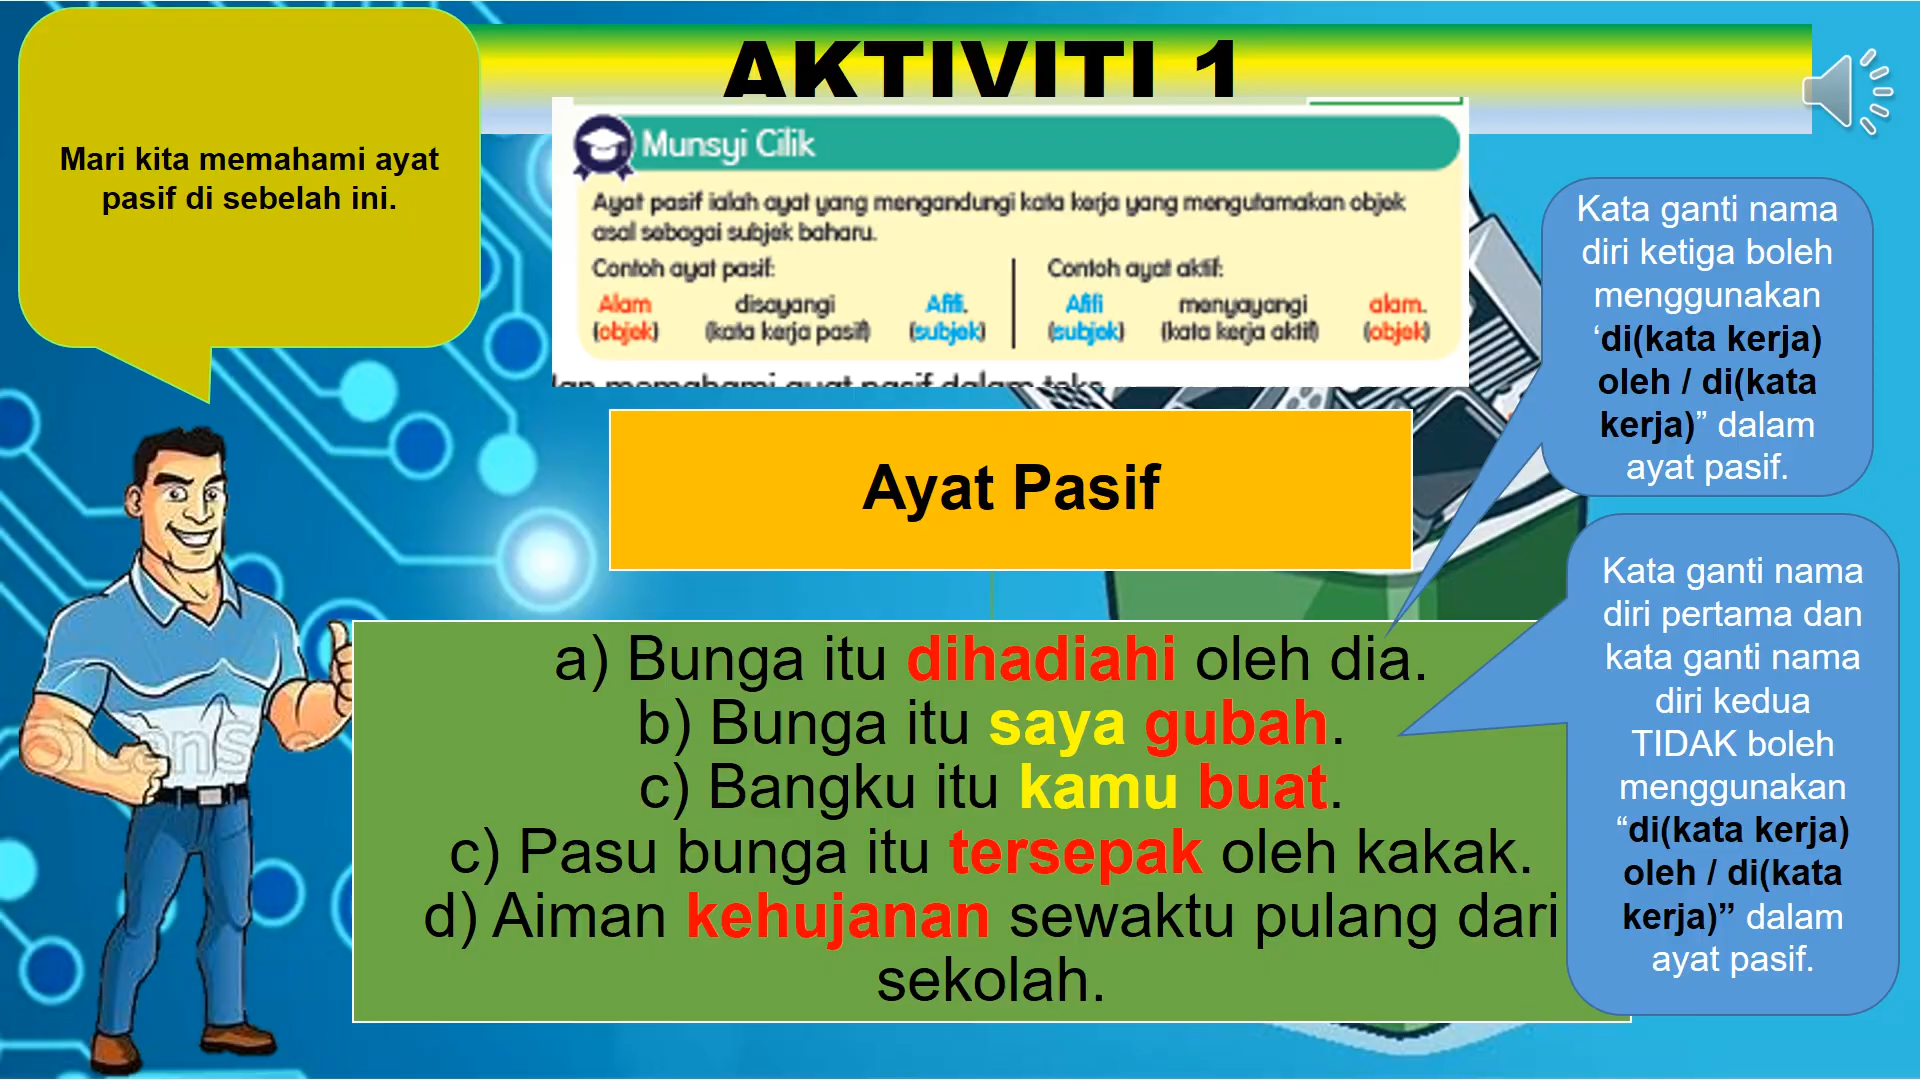 AKTIVITI 1
Mari kita memahami ayat
pasif di sebelah ini.
Munsyi Cilik
Ayat pasif ialah ayat yang mengandungi kata kerja yang mengutamakan objek
asal sebagai subjek baharu.
Contoh ayat pasif:
Alam disayangi Afifi.
(objek) (kata kerja pasif) (subjek)
Contoh ayat aktif:
Afifi menyayangi alam.
(subjek) (kata kerja aktif) (objek)
memahami ayat pasif dalam teks
Ayat Pasif
Kata ganti nama
diri ketiga boleh
menggunakan
‘di(kata kerja)
oleh / di(kata
kerja)” dalam
ayat pasif.
a) Bunga itu dihadiahi oleh dia.
b) Bunga itu saya gubah.
c) Bangku itu kamu buat.
c) Pasu bunga itu tersepak oleh kakak.
d) Aiman kehujanan sewaktu pulang dari
sekolah.
Kata ganti nama
diri pertama dan
kata ganti nama
diri kedua
TIDAK boleh
menggunakan
“di(kata kerja)
oleh / di(kata
kerja)” dalam
ayat pasif.